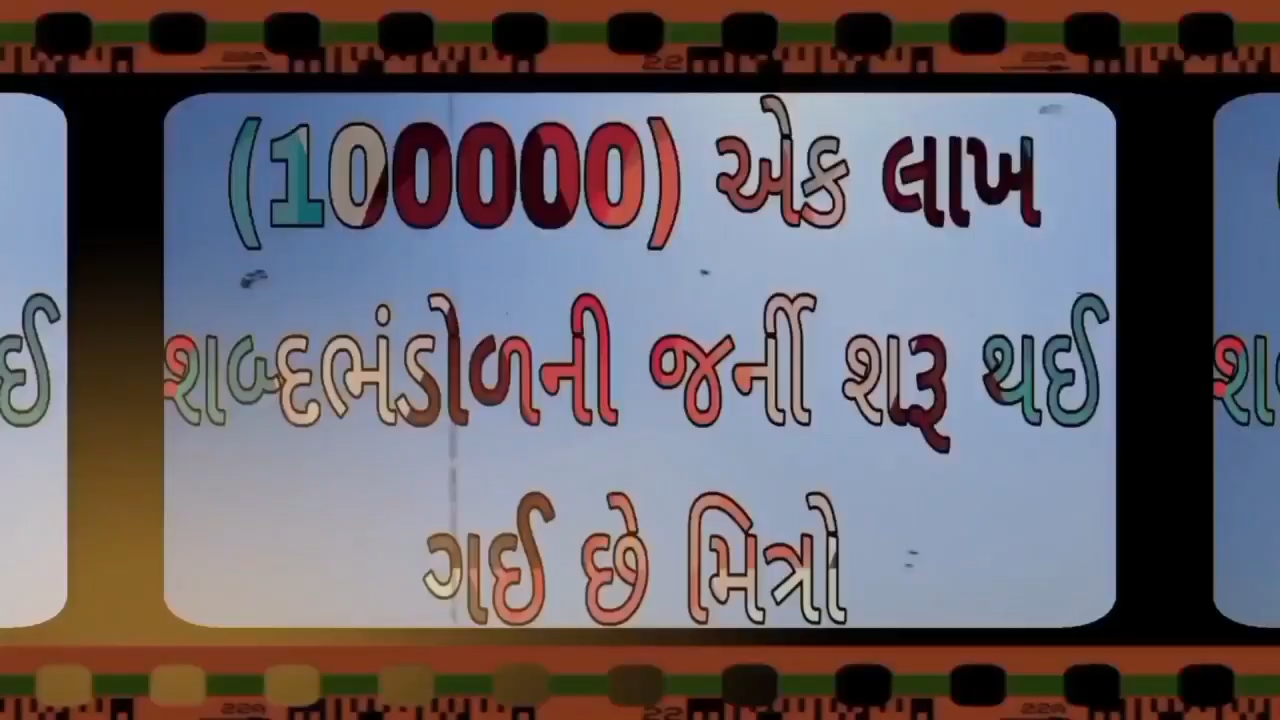 (100000) એક લાખ
શબ્દભંડોળની જર્ની શરૂ થઈ
ગઈ છે મિત્રો